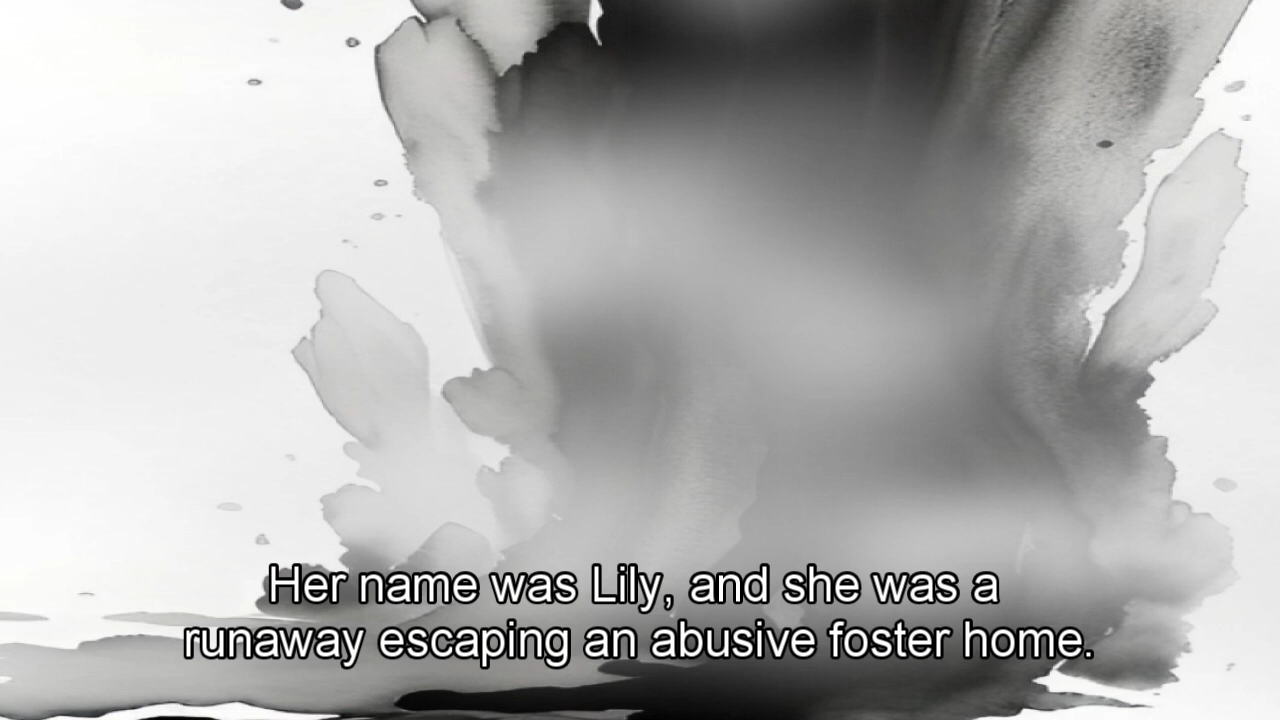 Her name was Lily, and she was a
runaway escaping an abusive foster home.